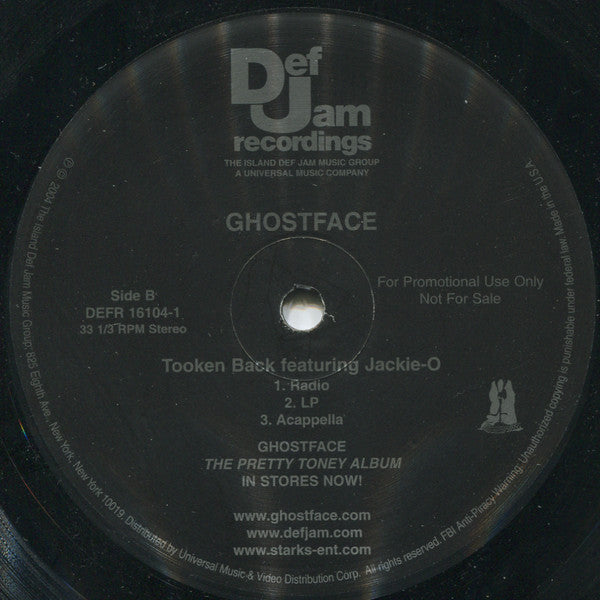 Def Jam
recordings
THE ISLAND DEF JAM MUSIC GROUP
A UNIVERSAL MUSIC COMPANY
GHOSTFACE
Side B
DEFR 16104-1
33 1/3 RPM Stereo
For Promotional Use Only
Not For Sale
Tooken Back featuring Jackie-O
1. Radio
2. LP
3. Acappella
GHOSTFACE
THE PRETTY TONEY ALBUM
IN STORES NOW!
www.ghostface.com
www.defjam.com
www.starks-ent.com
℗ © 2004 The Island Def Jam Music Group, 825 Eighth Ave., New York, New York 10019. Distributed by Universal Music & Video Distribution Corp. All rights reserved. FBI Anti-Piracy Warning: Unauthorized copying is punishable under federal law. Made in the U.S.A.